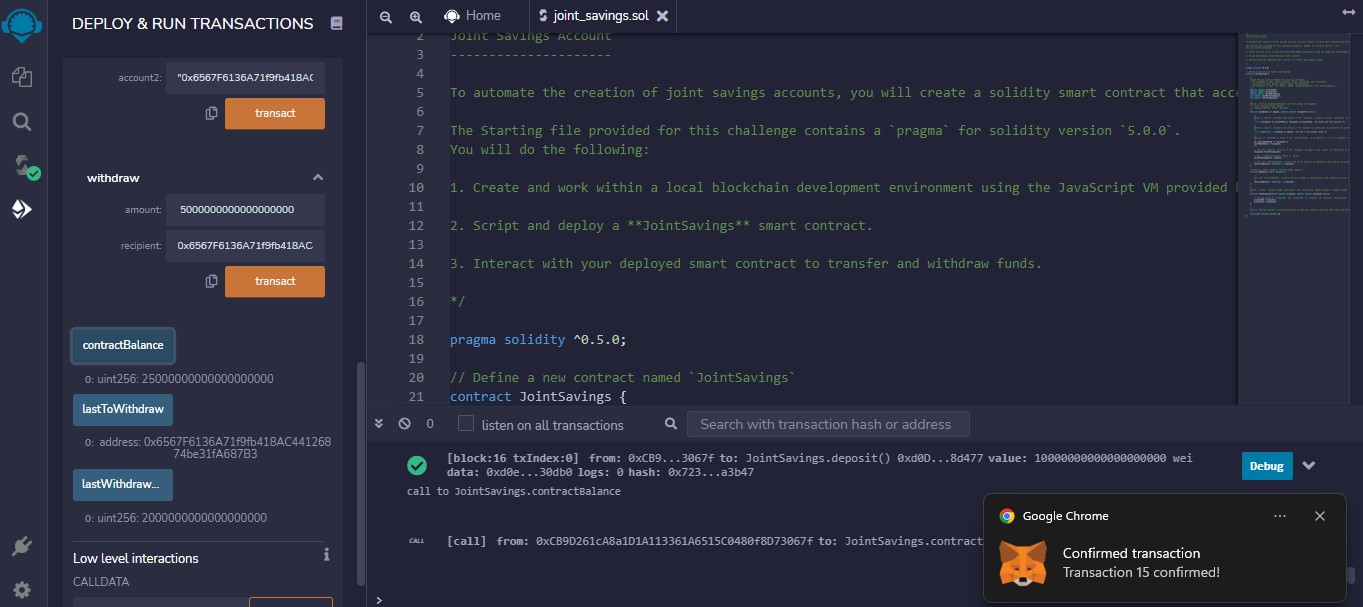 DEPLOY & RUN TRANSACTIONS
account2:
"0x6567F6136A71f9fb418A
transact
withdraw
amount:
5000000000000000000
recipient:
0x6567F6136A71f9fb418AC
transact
contractBalance
0: uint256: 25000000000000000000
lastToWithdraw
0: address: 0x6567F6136A71f9fb418AC441268
74be31fA687B3
lastWithdraw...
0: uint256: 2000000000000000000
Low level interactions
CALLDATA
Home
joint_savings.sol
2 Joint Savings Account
3 ---------------------
4
5 To automate the creation of joint savings accounts, you will create a solidity smart contract that acc
6
7 The Starting file provided for this challenge contains a `pragma` for solidity version `5.0.0`.
8 You will do the following:
9
10 1. Create and work within a local blockchain development environment using the JavaScript VM provided
11
12 2. Script and deploy a **JointSavings** smart contract.
13
14 3. Interact with your deployed smart contract to transfer and withdraw funds.
15
16 */
17
18 pragma solidity ^0.5.0;
19
20 // Define a new contract named `JointSavings`
21 contract JointSavings {
0
listen on all transactions
Search with transaction hash or address
[block:16 txIndex:0] from: 0xCB9...3067f to: JointSavings.deposit() 0xd0D...8d477 value: 10000000000000000000 wei
data: 0xd0e...30db0 logs: 0 hash: 0x723...a3b47
Debug
call to JointSavings.contractBalance
CALL
[call] from: 0xCB9D261cA8a1D1A113361A6515C0480f8D73067f to: JointSavings.contract
>
Google Chrome
Confirmed transaction
Transaction 15 confirmed!